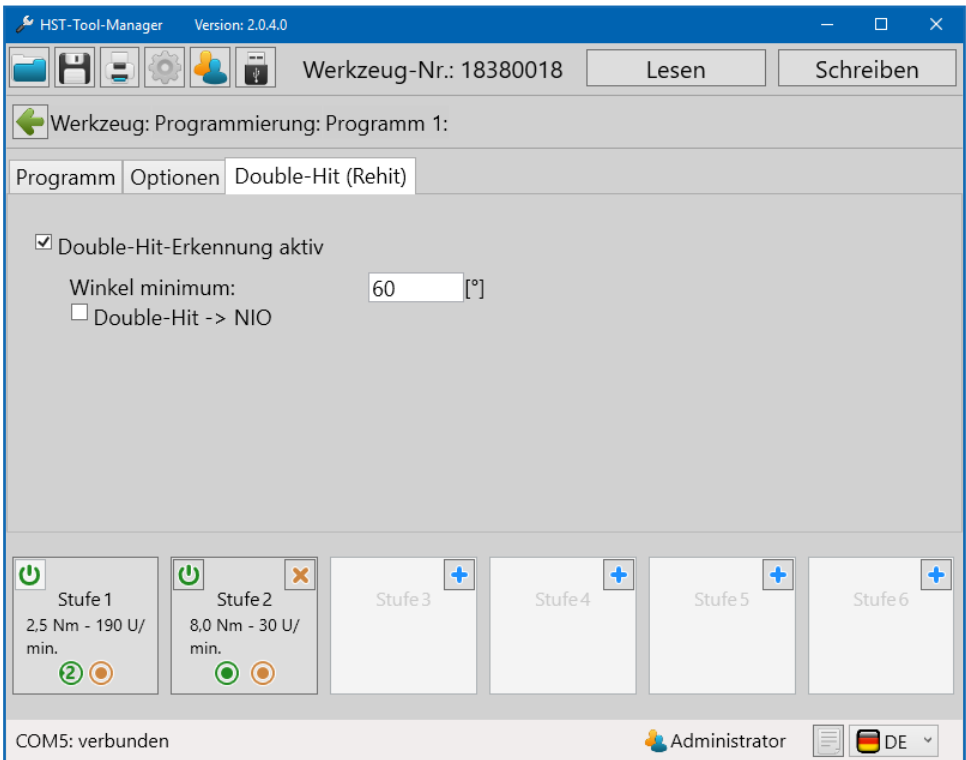 HST-Tool-Manager Version: 2.0.4.0
Werkzeug-Nr.: 18380018 Lesen Schreiben
Werkzeug: Programmierung: Programm 1:
Programm Optionen Double-Hit (Rehit)
Double-Hit-Erkennung aktiv
Winkel minimum: 60 [°]
Double-Hit -> NIO
Stufe 1
2,5 Nm - 190 U/
min.
2
Stufe 2
8,0 Nm - 30 U/
min.
Stufe 3
Stufe 4
Stufe 5
Stufe 6
COM5: verbunden Administrator DE